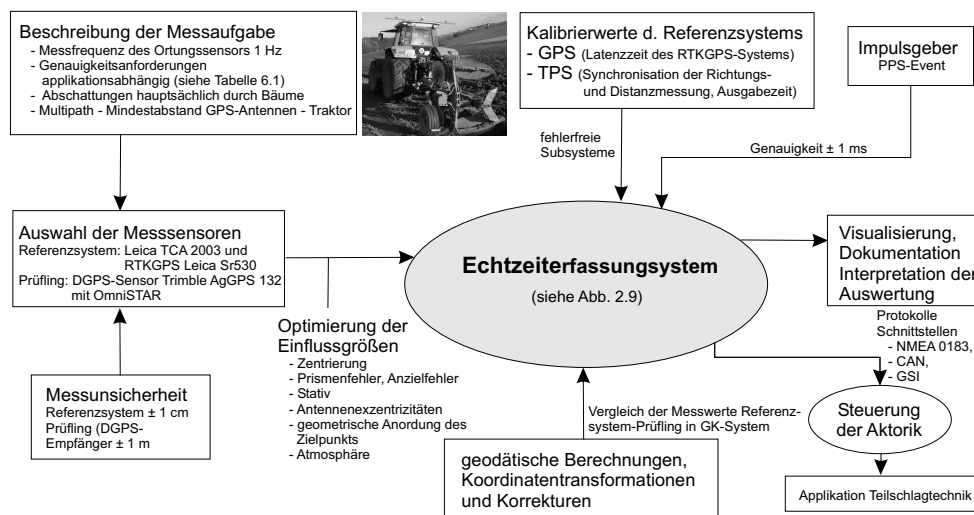 Beschreibung der Messaufgabe
- Messfrequenz des Ortungssensors 1 Hz
- Genauigkeitsanforderungen
applikationsabhängig (siehe Tabelle 6.1)
- Abschattungen hauptsächlich durch Bäume
- Multipath - Mindestabstand GPS-Antennen - Traktor
Kalibrierwerte d. Referenzsystems
- GPS (Latenzzeit des RTKGPS-Systems)
- TPS (Synchronisation der Richtungs-
und Distanzmessung, Ausgabezeit)
Impulsgeber
PPS-Event
fehlerfreie
Subsysteme
Genauigkeit ± 1 ms
Auswahl der Messsensoren
Referenzsystem: Leica TCA 2003 und
RTKGPS Leica Sr530
Prüfling: DGPS-Sensor Trimble AgGPS 132
mit OmniSTAR
Echtzeiterfassungsystem
(siehe Abb. 2.9)
Visualisierung,
Dokumentation
Interpretation der
Auswertung
Protokolle
Schnittstellen
- NMEA 0183,
- CAN,
- GSI
Optimierung der
Einflussgrößen
- Zentrierung
- Prismenfehler, Anzielfehler
- Stativ
- Antennenexzentrizitäten
- geometrische Anordung des
Zielpunkts
- Atmosphäre
Messunsicherheit
Referenzsystem ± 1 cm
Prüfling (DGPS-
Empfänger ± 1 m
Vergleich der Messwerte Referenz-
system-Prüfling in GK-System
Steuerung
der Aktorik
geodätische Berechnungen,
Koordinatentransformationen
und Korrekturen
Applikation Teilschlagtechnik